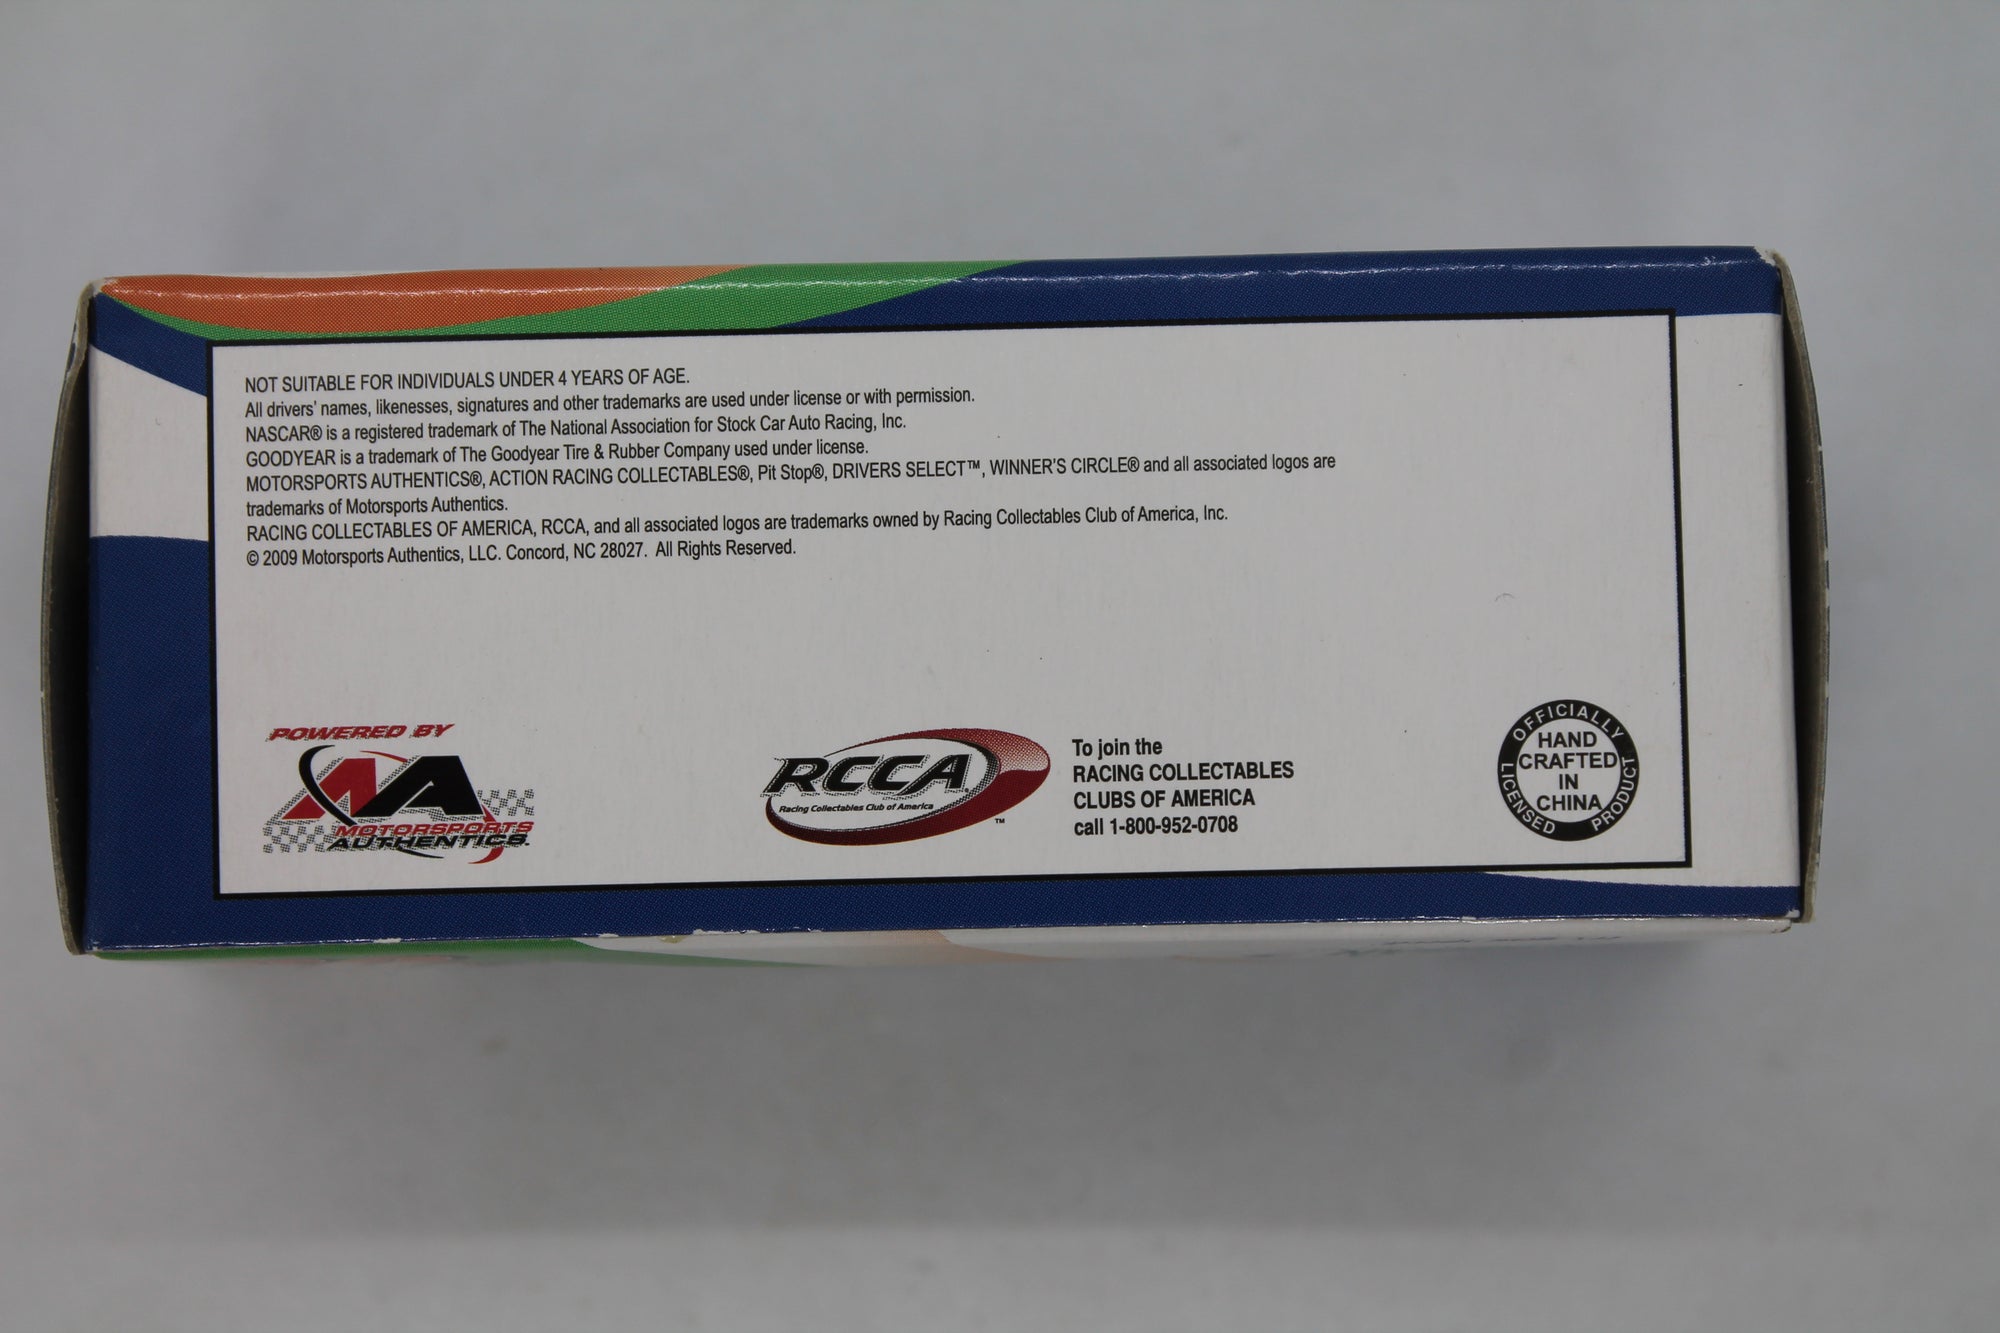 NOT SUITABLE FOR INDIVIDUALS UNDER 4 YEARS OF AGE.
All drivers' names, likenesses, signatures and other trademarks are used under license or with permission.
NASCAR® is a registered trademark of The National Association for Stock Car Auto Racing, Inc.
GOODYEAR is a trademark of The Goodyear Tire & Rubber Company used under license.
MOTORSPORTS AUTHENTICS®, ACTION RACING COLLECTABLES®, Pit Stop®, DRIVERS SELECT™, WINNER'S CIRCLE® and all associated logos are
trademarks of Motorsports Authentics.
RACING COLLECTABLES OF AMERICA, RCCA, and all associated logos are trademarks owned by Racing Collectables Club of America, Inc.
© 2009 Motorsports Authentics, LLC. Concord, NC 28027. All Rights Reserved.
POWERED BY
MA
MOTORSPORTS
AUTHENTICS.
RCCA
Racing Collectables Club of America
™
To join the
RACING COLLECTABLES
CLUBS OF AMERICA
call 1-800-952-0708
OFFICIALLY
LICENSED PRODUCT
HAND
CRAFTED
IN
CHINA